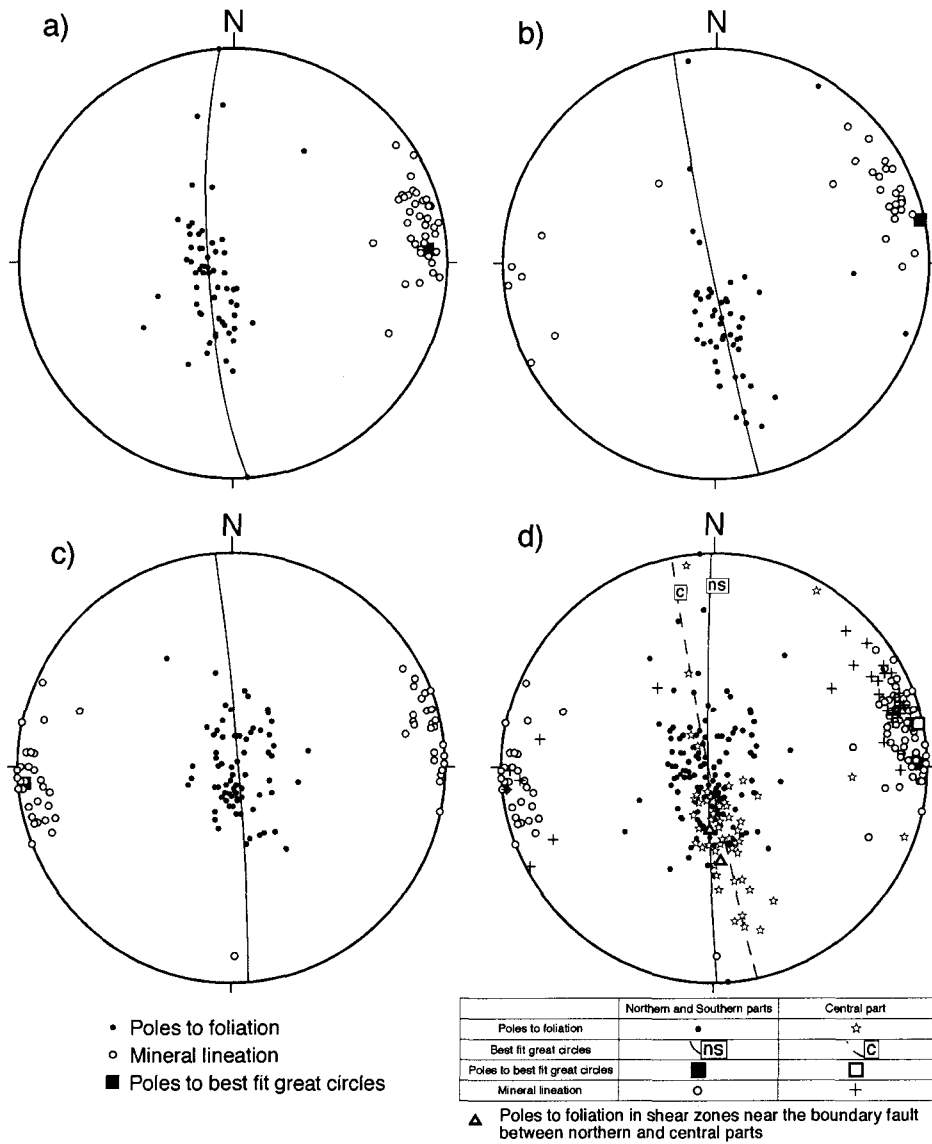 a)
N
b)
N
c)
N
d)
N
c
ns
• Poles to foliation
○ Mineral lineation
■ Poles to best fit great circles
Northern and Southern parts
Central part
Poles to foliation
Best fit great circles
ns
c
Poles to best fit great circles
Mineral lineation
Poles to foliation in shear zones near the boundary fault
between northern and central parts